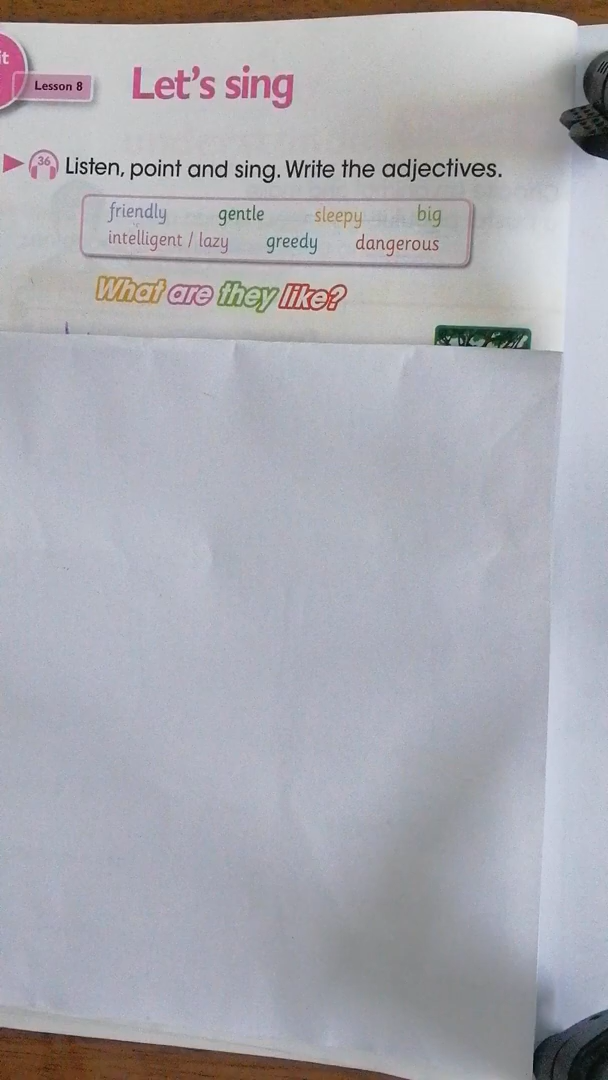 Lesson 8
Let's sing
36 Listen, point and sing. Write the adjectives.
friendly gentle sleepy big
intelligent / lazy greedy dangerous
What are they like?